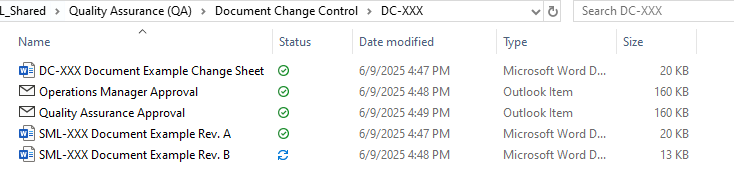 L_Shared > Quality Assurance (QA) > Document Change Control > DC-XXX Search DC-XXX
Name Status Date modified Type Size
DC-XXX Document Example Change Sheet 6/9/2025 4:47 PM Microsoft Word D... 20 KB
Operations Manager Approval 6/9/2025 4:48 PM Outlook Item 160 KB
Quality Assurance Approval 6/9/2025 4:49 PM Outlook Item 160 KB
SML-XXX Document Example Rev. A 6/9/2025 4:47 PM Microsoft Word D... 20 KB
SML-XXX Document Example Rev. B 6/9/2025 4:48 PM Microsoft Word D... 13 KB